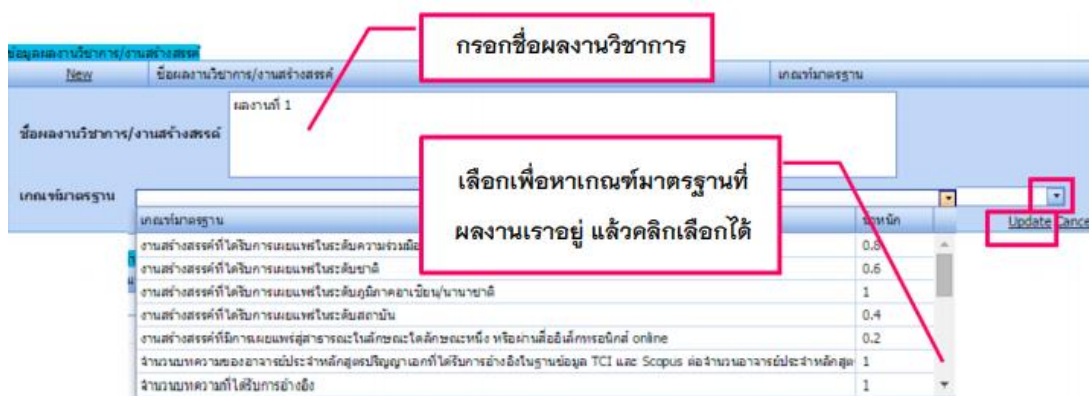 กรอกชื่อผลงานวิชาการ
ข้อมูลผลงานวิชาการ/งานสร้างสรรค์
New ชื่อผลงานวิชาการ/งานสร้างสรรค์ เกณฑ์มาตรฐาน
ผลงานที่ 1
ชื่อผลงานวิชาการ/งานสร้างสรรค์
เลือกเพื่อหาเกณฑ์มาตรฐานที่
ผลงานเราอยู่ แล้วคลิกเลือกได้
เกณฑ์มาตรฐาน
Update Cance
เกณฑ์มาตรฐาน น้ำหนัก
งานสร้างสรรค์ที่ได้รับการเผยแพร่ในระดับความร่วมมือ 0.8
งานสร้างสรรค์ที่ได้รับการเผยแพร่ในระดับชาติ 0.6
งานสร้างสรรค์ที่ได้รับการเผยแพร่ในระดับภูมิภาคอาเซียน/นานาชาติ 1
งานสร้างสรรค์ที่ได้รับการเผยแพร่ในระดับสถาบัน 0.4
งานสร้างสรรค์ที่มีการเผยแพร่สู่สาธารณะในลักษณะใดลักษณะหนึ่ง หรือผ่านสื่ออิเล็กทรอนิกส์ online 0.2
จำนวนบทความของอาจารย์ประจำหลักสูตรปริญญาเอกที่ได้รับการอ้างอิงในฐานข้อมูล TCI และ Scopus ต่อจำนวนอาจารย์ประจำหลักสูต 1
จำนวนบทความที่ได้รับการอ้างอิง 1